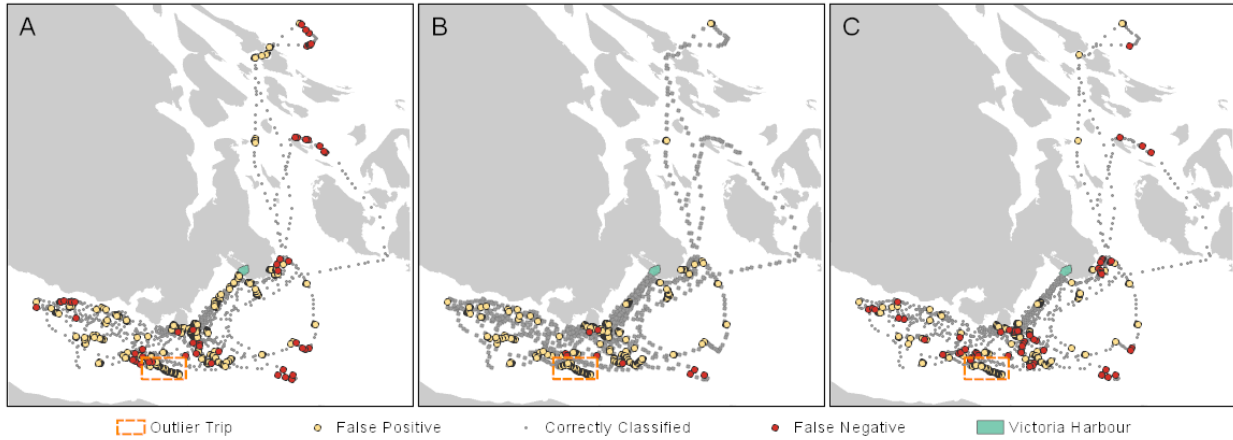 A
B
C
Outlier Trip
False Positive
Correctly Classified
False Negative
Victoria Harbour